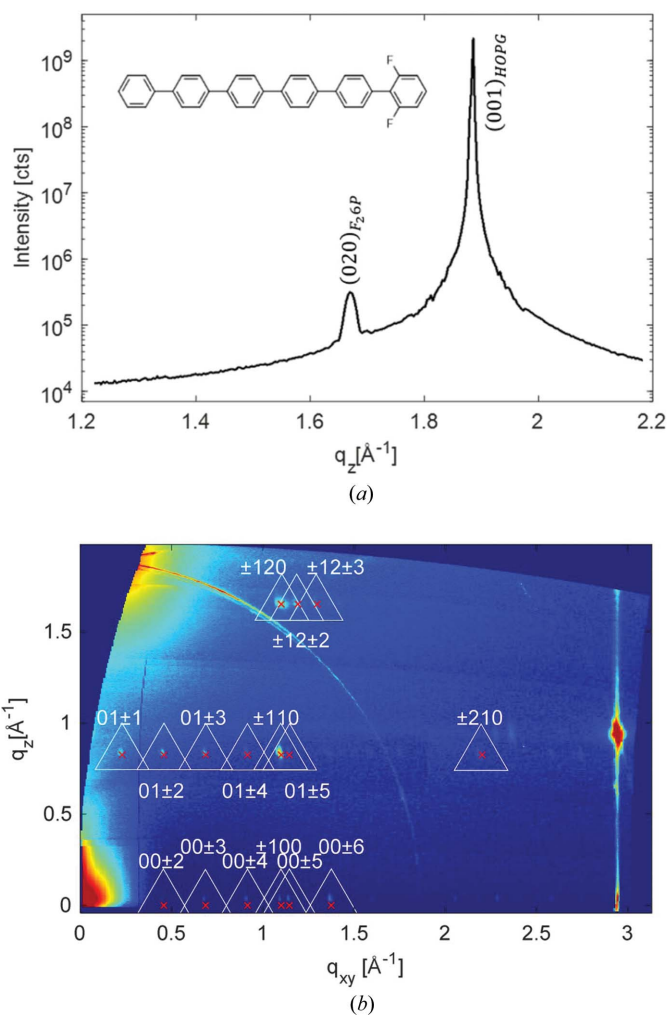 10⁹
10⁸
10⁷
10⁶
10⁵
10⁴
Intensity [cts]
F
F
(020)F₂6P
(001)HOPG
1.2 1.4 1.6 1.8 2 2.2
qz[Å⁻¹]
(a)
±120 ±12±3
±12±2
01±1 01±3 ±110 ±210
01±2 01±4 01±5
00±2 00±3 00±4 ±100 00±5 00±6
1.5
1
0.5
0
qz[Å⁻¹]
0 0.5 1 1.5 2 2.5 3
qxy [Å⁻¹]
(b)